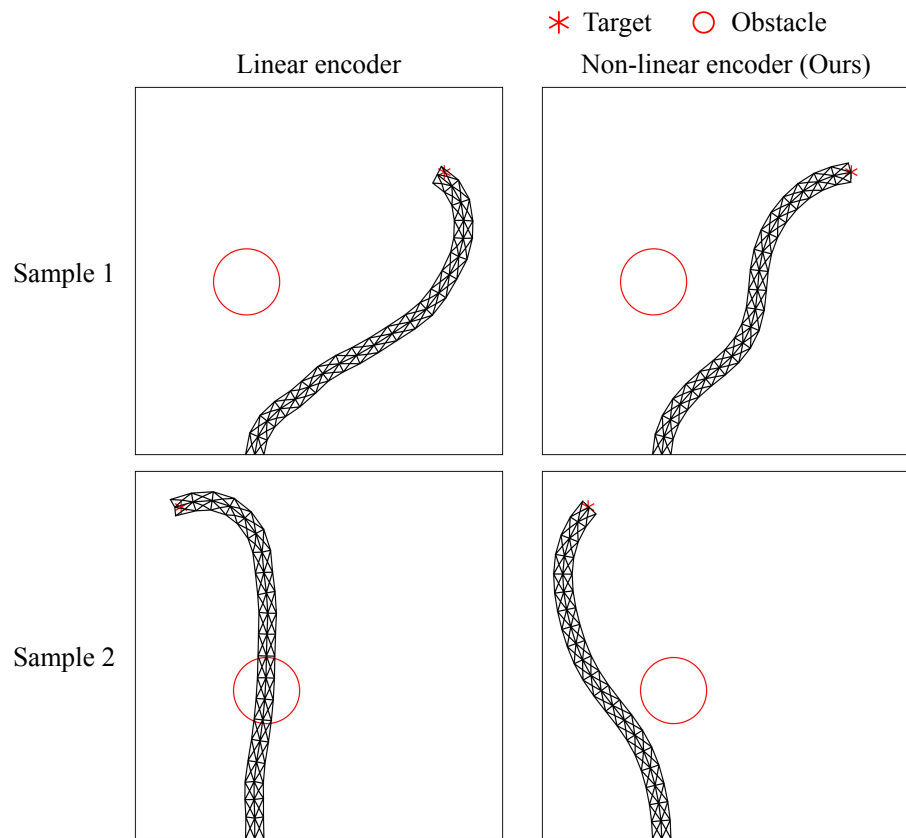 Target Obstacle
Linear encoder
Non-linear encoder (Ours)
Sample 1
Sample 2